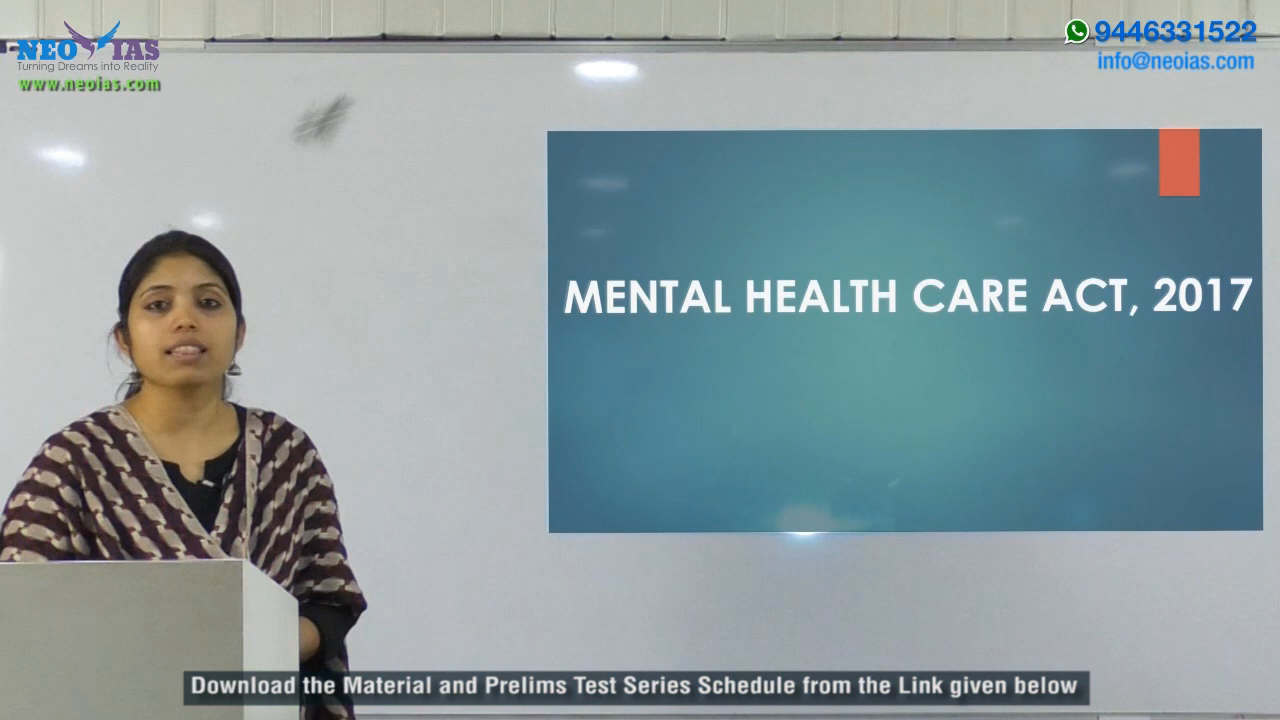 NEO IAS
Turning Dreams into Reality
www.neoias.com
9446331522
info@neoias.com
MENTAL HEALTH CARE ACT, 2017
Download the Material and Prelims Test Series Schedule from the Link given below